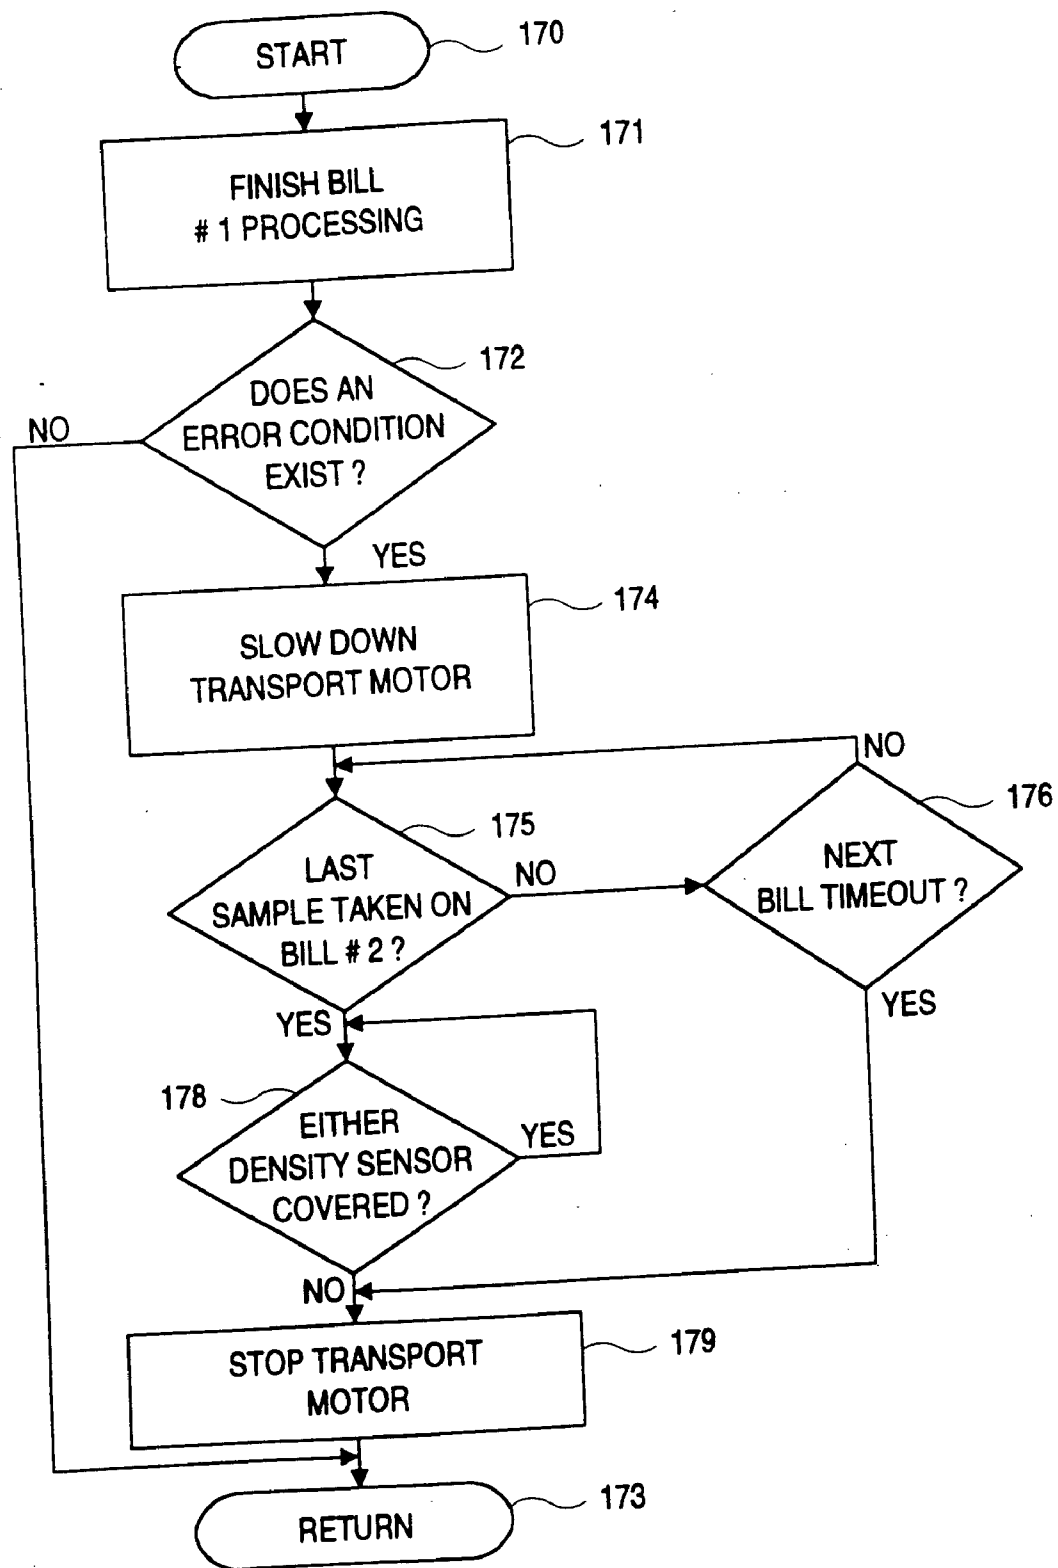 START
170
171
FINISH BILL
# 1 PROCESSING
172
DOES AN
ERROR CONDITION
EXIST ?
NO
YES
174
SLOW DOWN
TRANSPORT MOTOR
NO
176
175
LAST
SAMPLE TAKEN ON
BILL # 2 ?
NO
NEXT
BILL TIMEOUT ?
YES
YES
178
EITHER
DENSITY SENSOR
COVERED ?
YES
NO
179
STOP TRANSPORT
MOTOR
173
RETURN